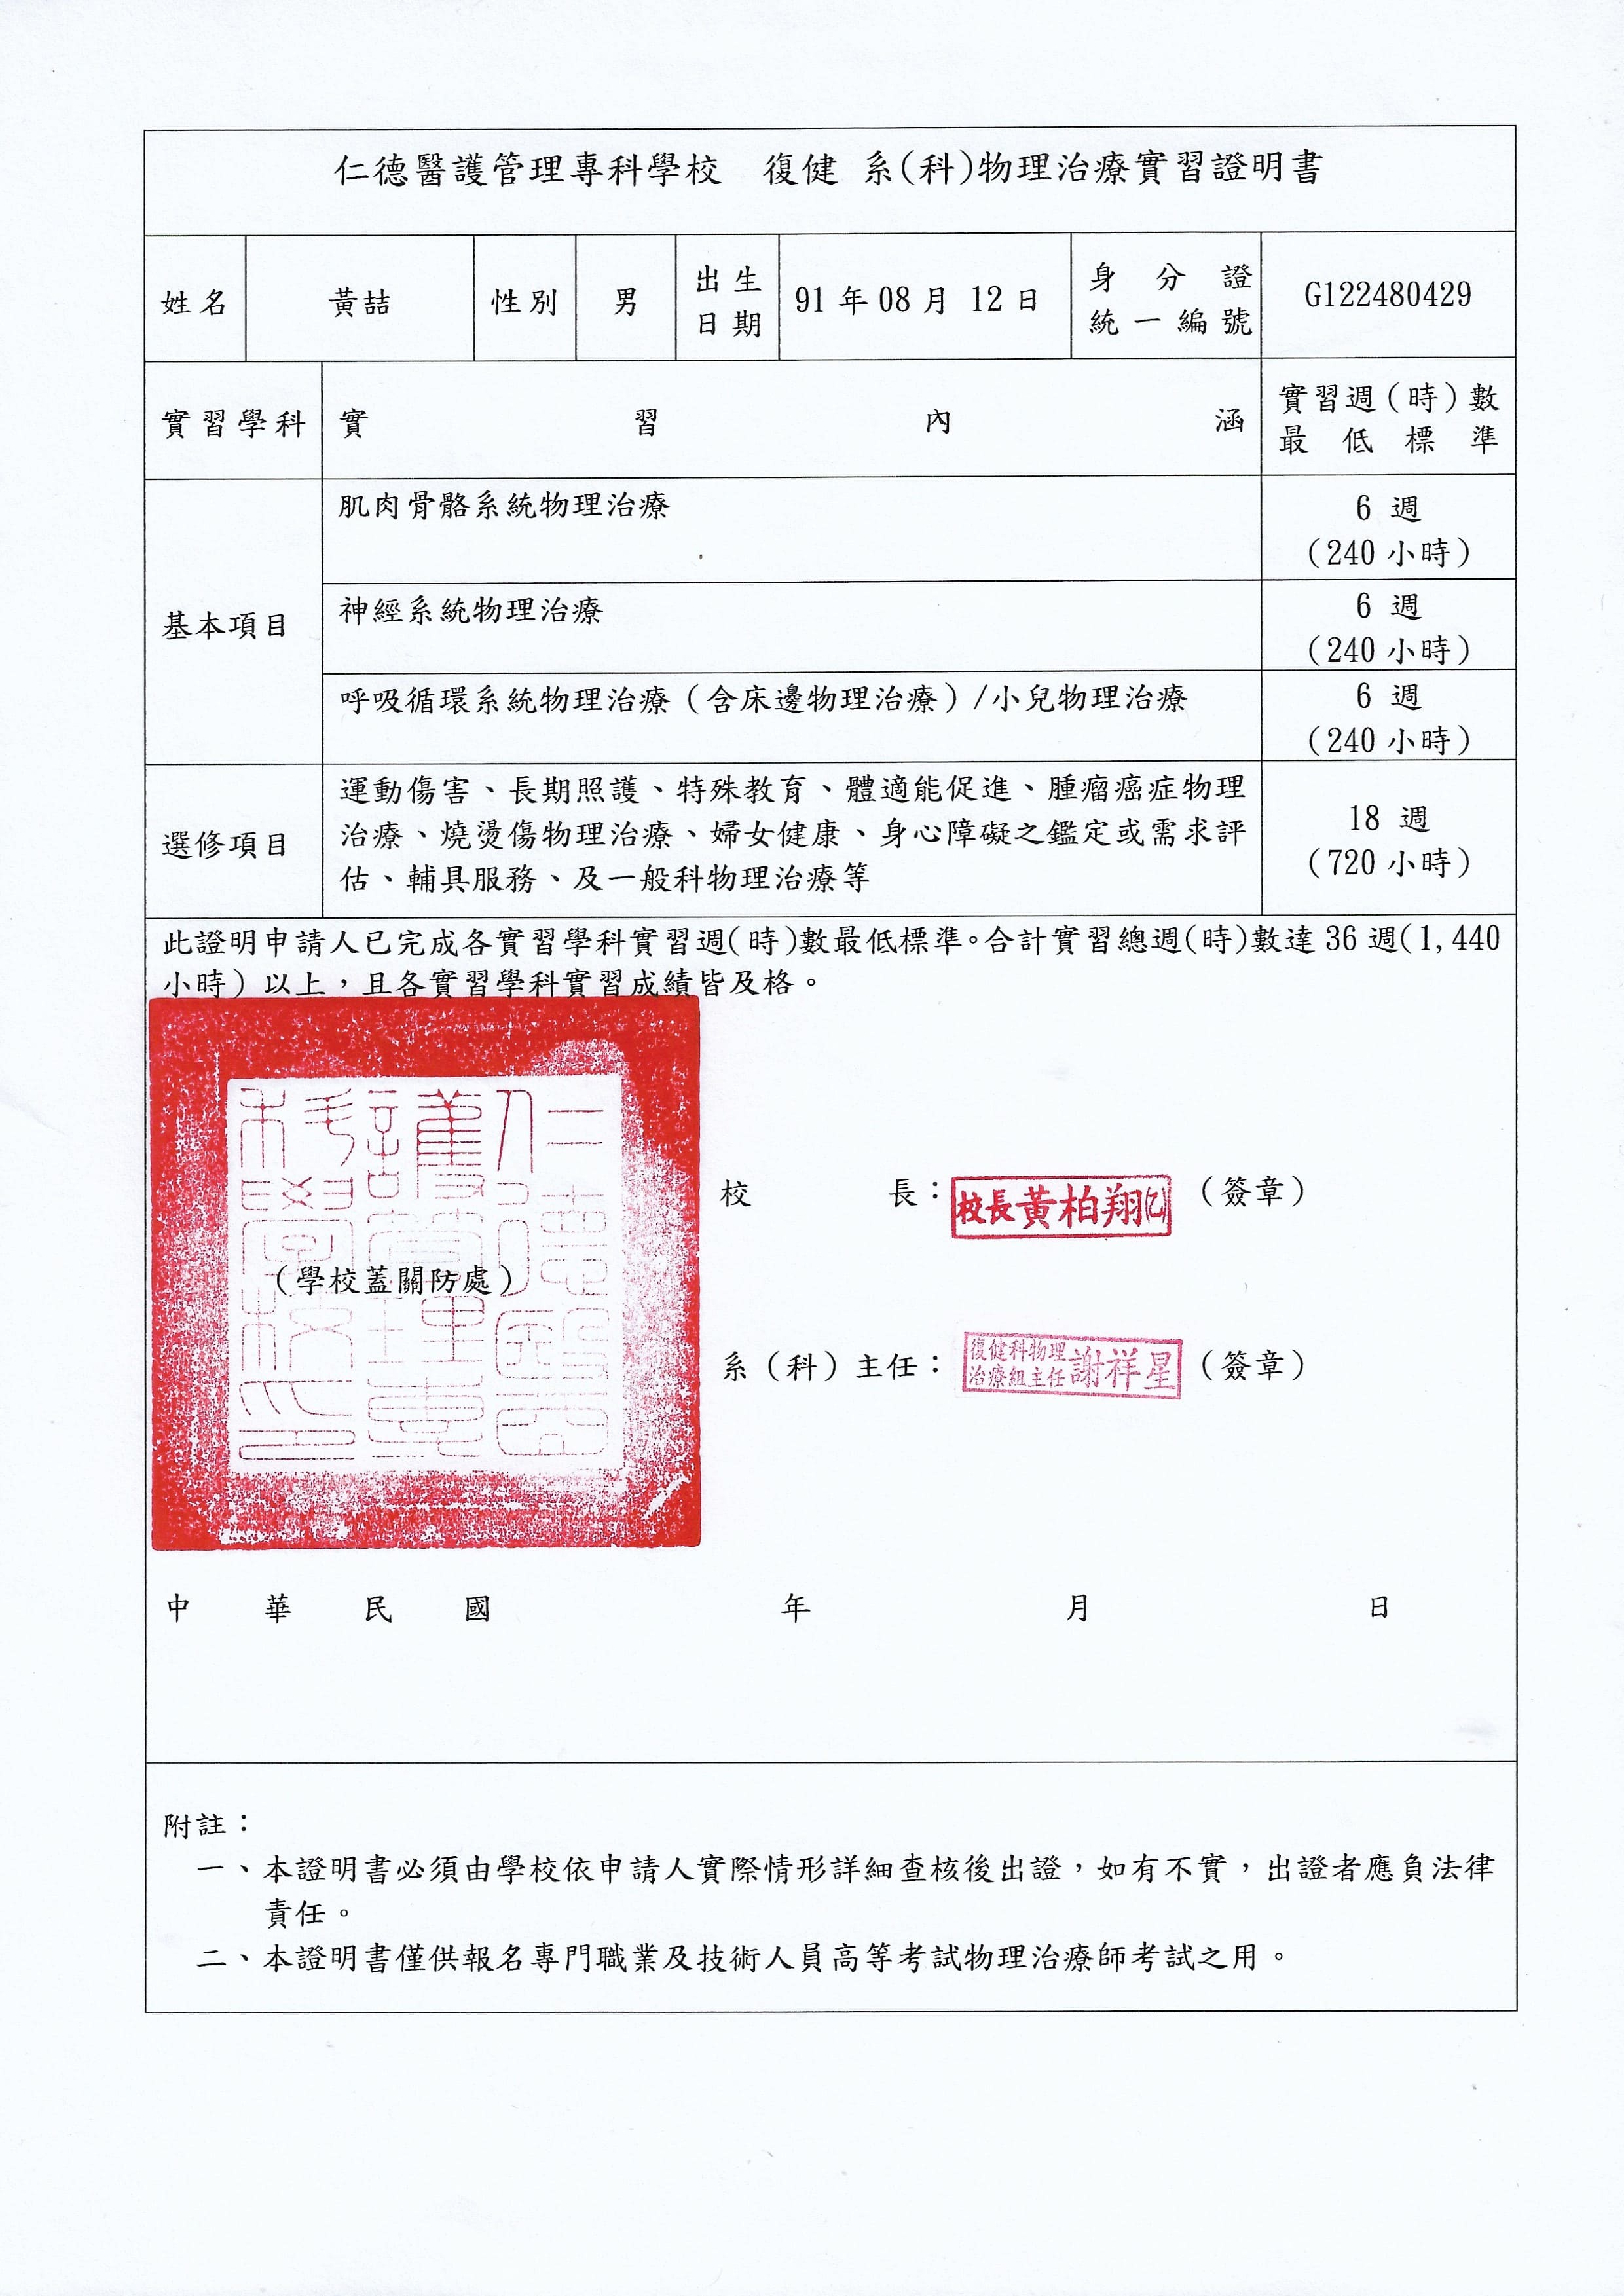 仁德醫護管理專科學校　復健 系(科)物理治療實習證明書
姓名 黃喆 性別 男 出生日期 91 年 08 月 12 日 身分證統一編號 G122480429
實習學科 實習內涵 實習週(時)數最低標準
基本項目
肌肉骨骼系統物理治療 6 週
(240 小時)
神經系統物理治療 6 週
(240 小時)
呼吸循環系統物理治療(含床邊物理治療)/小兒物理治療 6 週
(240 小時)
選修項目
運動傷害、長期照護、特殊教育、體適能促進、腫瘤癌症物理
治療、燒燙傷物理治療、婦女健康、身心障礙之鑑定或需求評
估、輔具服務、及一般科物理治療等
18 週
(720 小時)
此證明申請人已完成各實習學科實習週(時)數最低標準。合計實習總週(時)數達 36 週(1,440
小時)以上，且各實習學科實習成績皆及格。
仁德醫
護管理專
科學校之印
(學校蓋關防處)
校長： 校長黃柏翔(乙) (簽章)
系(科)主任： 復健科物理治療組主任謝祥星 (簽章)
中華民國 年 月 日
附註：
一、本證明書必須由學校依申請人實際情形詳細查核後出證，如有不實，出證者應負法律
責任。
二、本證明書僅供報名專門職業及技術人員高等考試物理治療師考試之用。